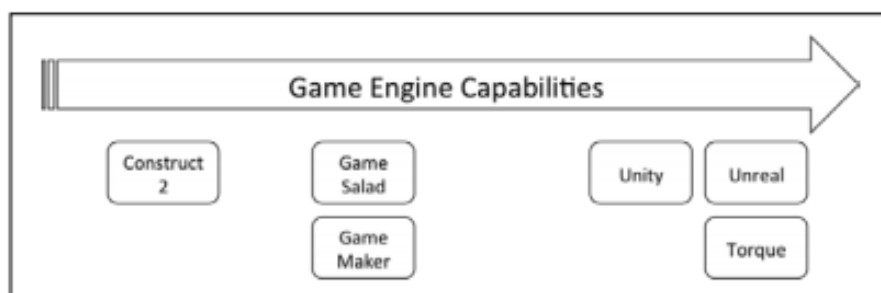 Game Engine Capabilities
Construct
2
Game
Salad
Unity
Unreal
Game
Maker
Torque